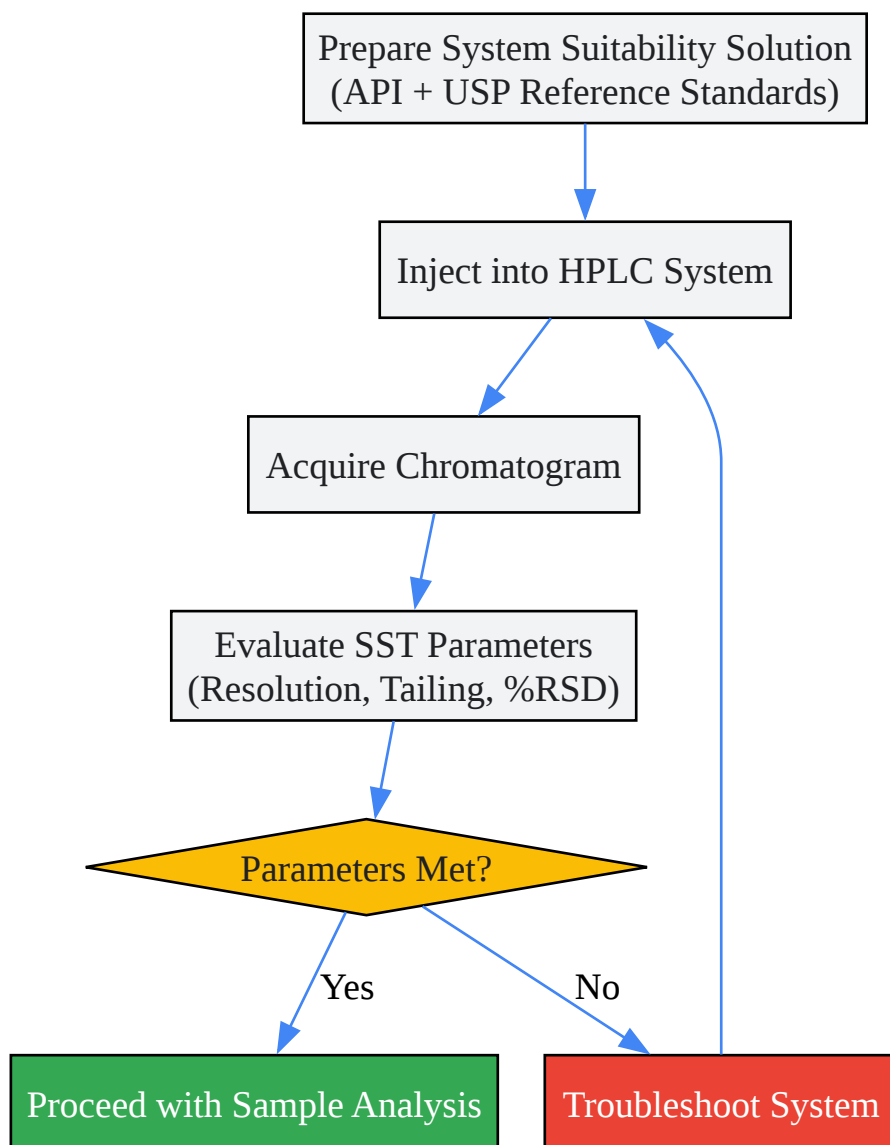 Prepare System Suitability Solution
(API + USP Reference Standards)
Inject into HPLC System
Acquire Chromatogram
Evaluate SST Parameters
(Resolution, Tailing, %RSD)
Parameters Met?
Yes
No
Proceed with Sample Analysis
Troubleshoot System